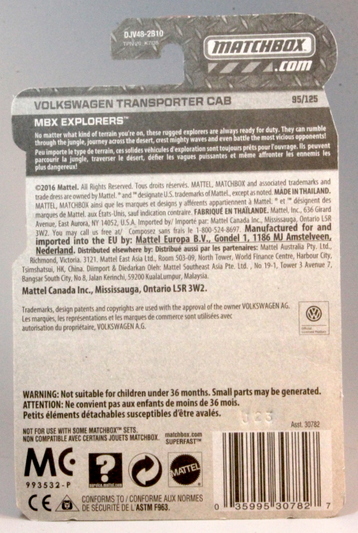 DJV48-2B10
MATCHBOX
.com
VOLKSWAGEN TRANSPORTER CAB 95/125
MBX EXPLORERS™
No matter what kind of terrain you're on, these rugged explorers are always ready for duty. They can rumble
through the jungle, journey across the desert, crest mighty waves and even battle the most vicious opponents!
Peu importe le type de terrain, ces solides véhicules d'exploration sont toujours prêts pour l'ouvrage. Ils peuvent
parcourir la jungle, traverser le désert, défier les vagues puissantes et même affronter les ennemis les
plus dangereux!
©2016 Mattel. All Rights Reserved. Tous droits réservés. MATTEL, MATCHBOX and associated trademarks and
trade dress are owned by Mattel. ® and ™ designate U.S. trademarks of Mattel, except as noted. MADE IN THAILAND.
MATTEL, MATCHBOX ainsi que les marques et designs y afférents appartiennent à Mattel. ® et ™ désignent des
marques de Mattel aux États-Unis, sauf indication contraire. FABRIQUÉ EN THAÏLANDE. Mattel, Inc., 636 Girard
Avenue, East Aurora, NY 14052, U.S.A. Imported by/ Importé par: Mattel Canada Inc., Mississauga, Ontario L5R
3W2. You may call us free at/ Composez sans frais le 1-800-524-8697. Manufactured for and
imported into the EU by: Mattel Europa B.V., Gondel 1, 1186 MJ Amstelveen,
Nederland. Distributed elsewhere by: Distribué aussi par les partenaires: Mattel Australia Pty. Ltd.,
Richmond, Victoria. 3121. Mattel East Asia Ltd., Room 503-09, North Tower, World Finance Centre, Harbour City,
Tsimshatsui, HK, China. Diimport & Diedarkan Oleh: Mattel Southeast Asia Pte. Ltd., No 19-1, Tower 3 Avenue 7,
Bangsar South City, No 8, Jalan Kerinchi, 59200 Kuala Lumpur, Malaysia.
Mattel Canada Inc., Mississauga, Ontario L5R 3W2.
Trademarks, design patents and copyrights are used with the approval of the owner VOLKSWAGEN AG.
Les marques, les représentations et les marques de commerce sont utilisées avec
autorisation du propriétaire, VOLKSWAGEN A.G.
WARNING: Not suitable for children under 36 months. Small parts may be generated.
ATTENTION: Ne convient pas aux enfants de moins de 36 mois.
Petits éléments détachables susceptibles d'être avalés.
NOT FOR USE WITH SOME MATCHBOX™ SETS.
NON COMPATIBLE AVEC CERTAINS JOUETS MATCHBOX.
matchbox.com
SUPERFAST™
Asst. 30782
MC
993532-P
?
service.mattel.com
MATTEL
CE CONFORMS TO / CONFORME AUX NORMES
DE SÉCURITÉ DE L'ASTM F963.
0 35995 30782 7